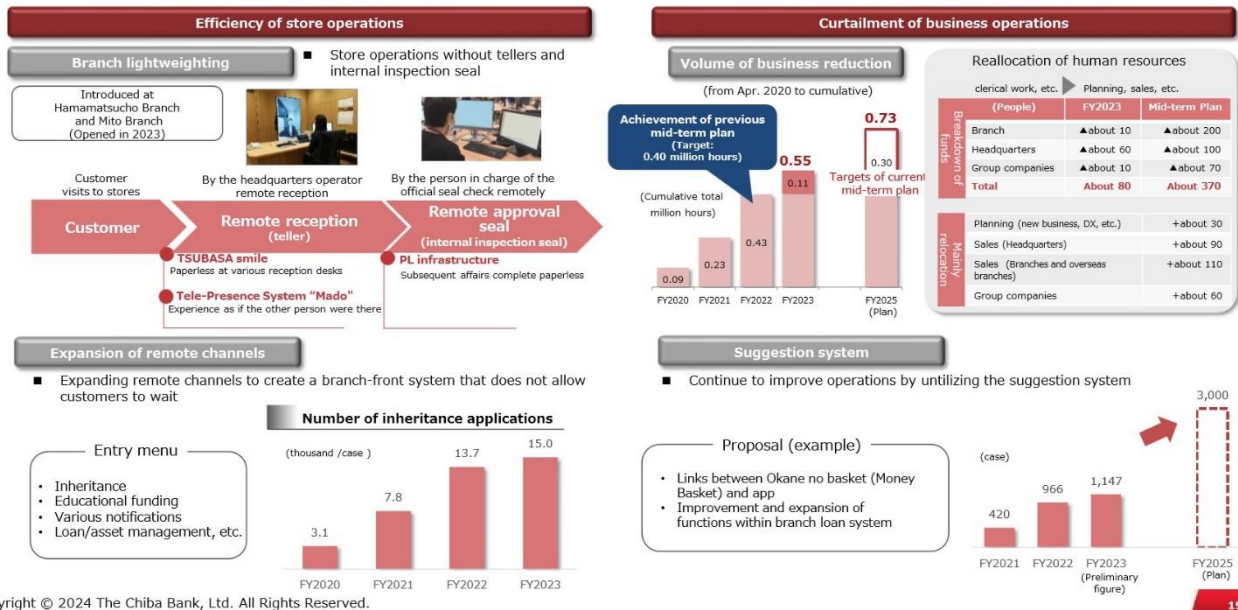 Efficiency of store operations
Branch lightweighting
■ Store operations without tellers and
internal inspection seal
Introduced at
Hamamatsucho Branch
and Mito Branch
(Opened in 2023)
Customer
visits to stores
By the headquarters operator
remote reception
By the person in charge of the
official seal check remotely
Customer
Remote reception
(teller)
Remote approval
seal
(internal inspection seal)
TSUBASA smile
Paperless at various reception desks
Tele-Presence System “Mado"
Experience as if the other person were there
PL infrastructure
Subsequent affairs complete paperless
Expansion of remote channels
■ Expanding remote channels to create a branch-front system that does not allow
customers to wait
Entry menu
• Inheritance
• Educational funding
• Various notifications
• Loan/asset management, etc.
Number of inheritance applications
(thousand /case )
3.1
7.8
13.7
15.0
FY2020
FY2021
FY2022
FY2023
Curtailment of business operations
Volume of business reduction
(from Apr. 2020 to cumulative)
Achievement of previous
mid-term plan
(Target:
0.40 million hours)
(Cumulative total
million hours)
0.09
0.23
0.43
0.55
0.11
0.73
0.30
Targets of current
mid-term plan
FY2020
FY2021
FY2022
FY2023
FY2025
(Plan)
Reallocation of human resources
clerical work, etc. ▶ Planning, sales, etc.
Breakdown of
funds
(People) FY2023 Mid-term Plan
Branch ▲about 10 ▲about 200
Headquarters ▲about 60 ▲about 100
Group companies ▲about 10 ▲about 70
Total About 80 About 370
Mainly
relocation
Planning (new business, DX, etc.) +about 30
Sales (Headquarters) +about 90
Sales (Branches and overseas
branches) +about 110
Group companies +about 60
Suggestion system
■ Continue to improve operations by untilizing the suggestion system
Proposal (example)
• Links between Okane no basket (Money
Basket) and app
• Improvement and expansion of
functions within branch loan system
(case)
420
966
1,147
3,000
FY2021
FY2022
FY2023
(Preliminary
figure)
FY2025
(Plan)
yright © 2024 The Chiba Bank, Ltd. All Rights Reserved.